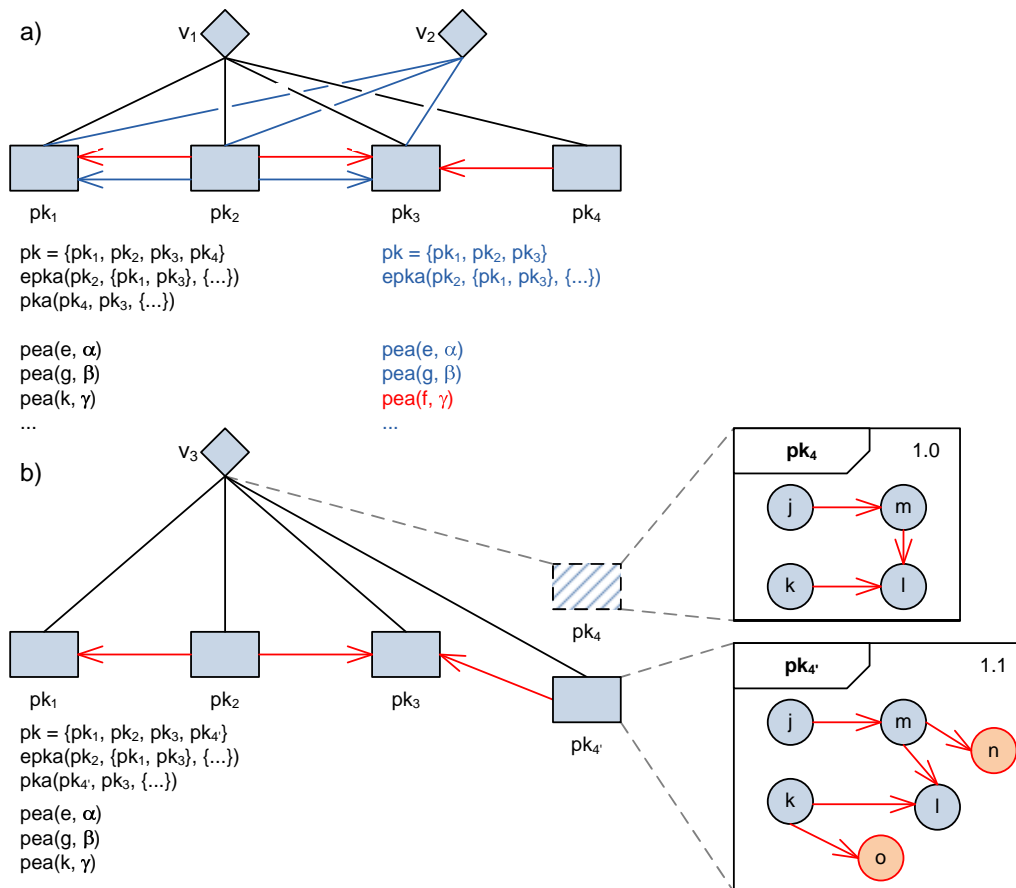 a)
v₁
v₂
pk₁
pk₂
pk₃
pk₄
pk = {pk₁, pk₂, pk₃, pk₄}
epka(pk₂, {pk₁, pk₃}, {...})
pka(pk₄, pk₃, {...})
pea(e, α)
pea(g, β)
pea(k, γ)
...
pk = {pk₁, pk₂, pk₃}
epka(pk₂, {pk₁, pk₃}, {...})
pea(e, α)
pea(g, β)
pea(f, γ)
...
b)
v₃
pk₁
pk₂
pk₃
pk₄
pk₄'
pk = {pk₁, pk₂, pk₃, pk₄'}
epka(pk₂, {pk₁, pk₃}, {...})
pka(pk₄', pk₃, {...})
pea(e, α)
pea(g, β)
pea(k, γ)
pk₄
1.0
j
m
k
l
pk₄'
1.1
j
m
n
k
l
o